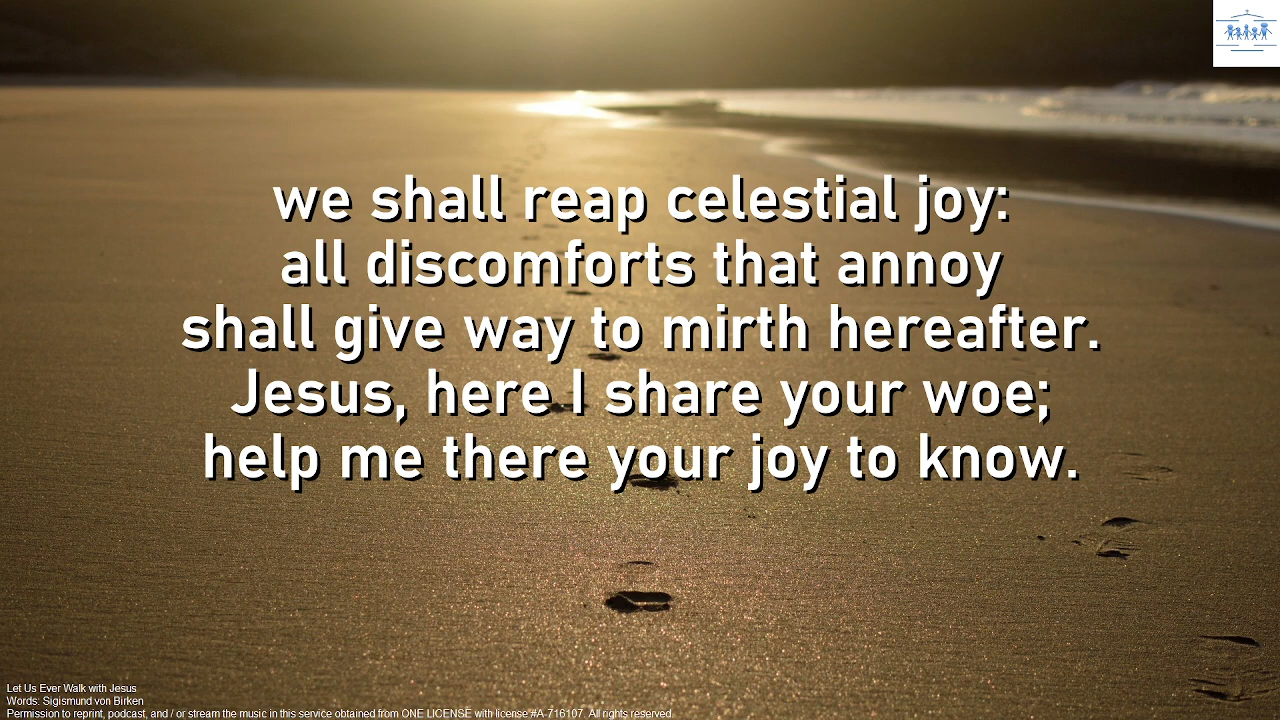 we shall reap celestial joy:
all discomforts that annoy
shall give way to mirth hereafter.
Jesus, here I share your woe;
help me there your joy to know.
Let Us Ever Walk with Jesus
Words: Sigismund von Birken
Permission to reprint, podcast, and / or stream the music in this service obtained from ONE LICENSE with license #A-716107. All rights reserved.